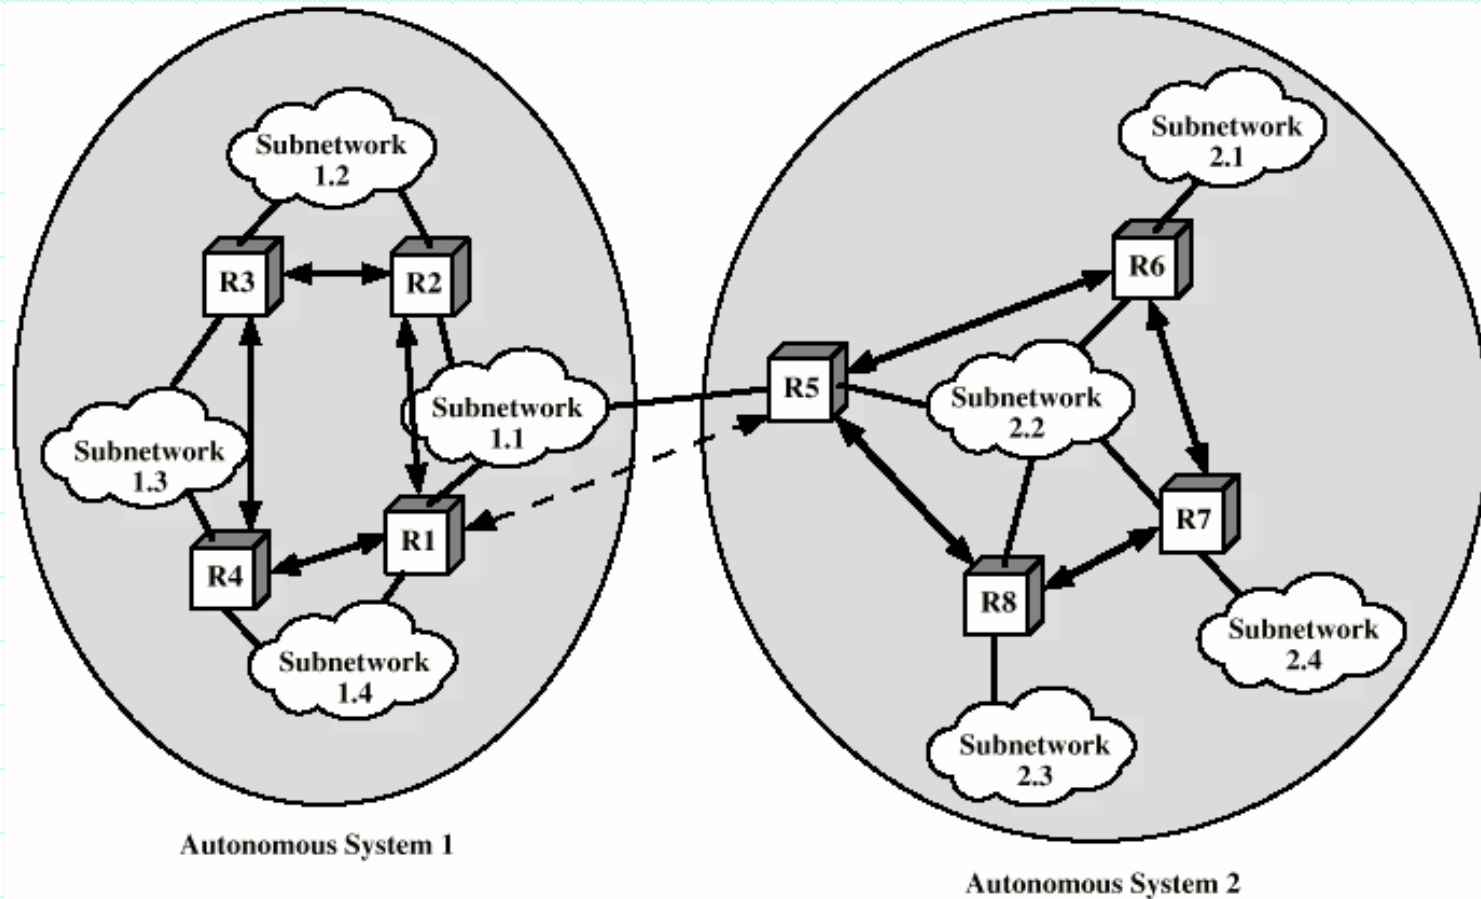 Subnetwork
1.2
R3
R2
Subnetwork
1.1
Subnetwork
1.3
R1
R4
Subnetwork
1.4
Autonomous System 1
Subnetwork
2.1
R6
R5
Subnetwork
2.2
R7
R8
Subnetwork
2.4
Subnetwork
2.3
Autonomous System 2